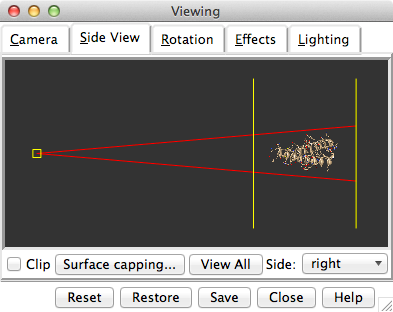 Viewing
Camera Side View Rotation Effects Lighting
Clip Surface capping... View All Side: right
Reset Restore Save Close Help